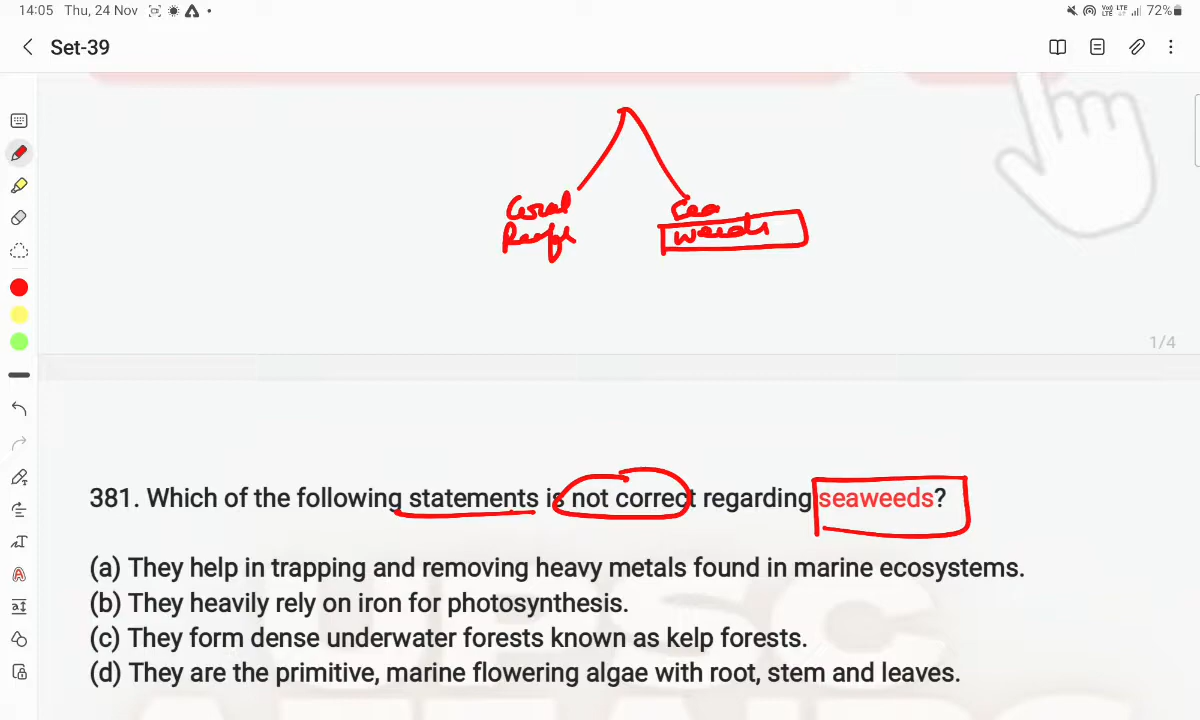 14:05 Thu, 24 Nov
72%
Set-39
Coral
Reefs
Sea
Weeds
1/4
381. Which of the following statements is not correct regarding seaweeds?
(a) They help in trapping and removing heavy metals found in marine ecosystems.
(b) They heavily rely on iron for photosynthesis.
(c) They form dense underwater forests known as kelp forests.
(d) They are the primitive, marine flowering algae with root, stem and leaves.
UPSC